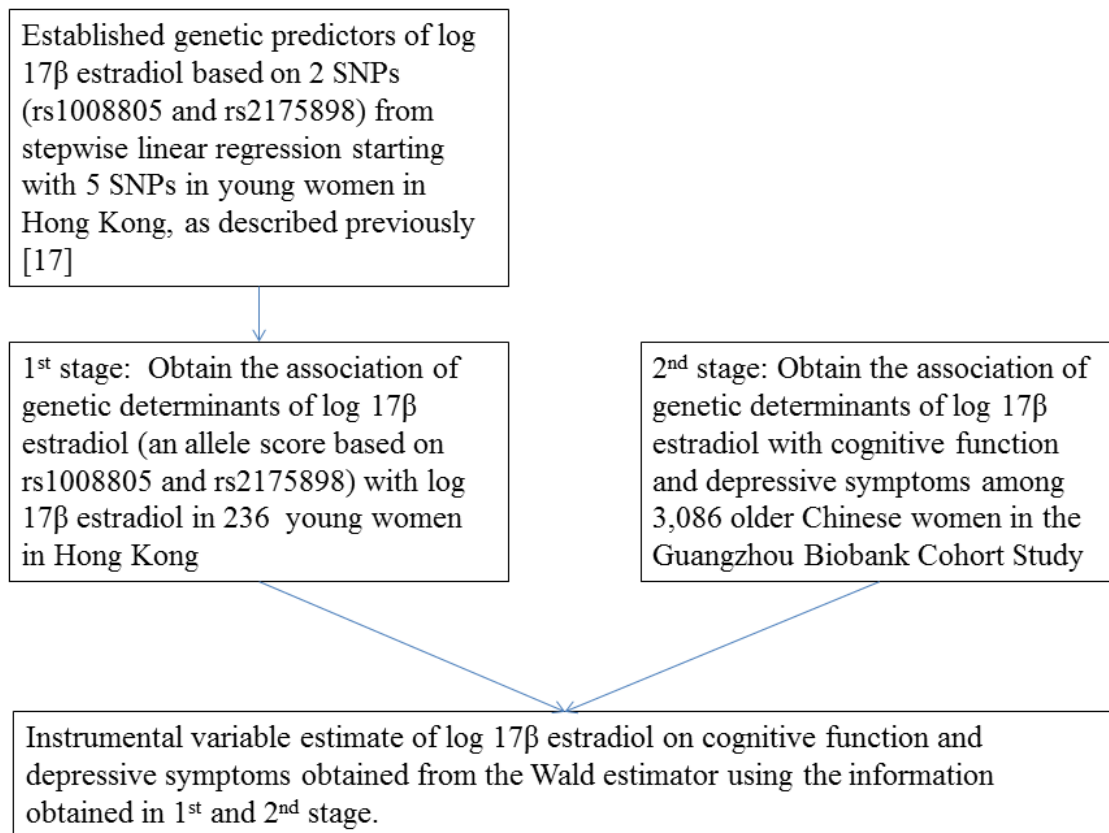 Established genetic predictors of log
17β estradiol based on 2 SNPs
(rs1008805 and rs2175898) from
stepwise linear regression starting
with 5 SNPs in young women in
Hong Kong, as described previously
[17]
1st stage: Obtain the association of
genetic determinants of log 17β
estradiol (an allele score based on
rs1008805 and rs2175898) with log
17β estradiol in 236 young women
in Hong Kong
2nd stage: Obtain the association of
genetic determinants of log 17β
estradiol with cognitive function
and depressive symptoms among
3,086 older Chinese women in the
Guangzhou Biobank Cohort Study
Instrumental variable estimate of log 17β estradiol on cognitive function and
depressive symptoms obtained from the Wald estimator using the information
obtained in 1st and 2nd stage.